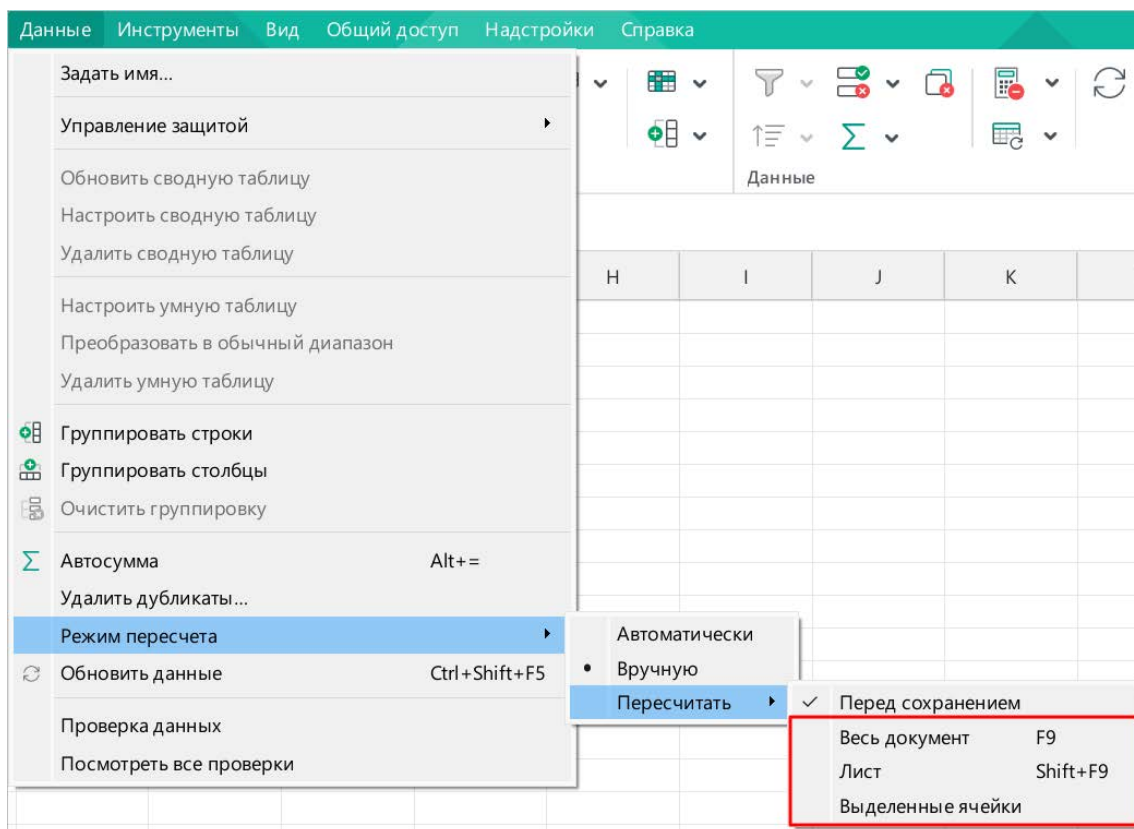 Данные Инструменты Вид Общий доступ Надстройки Справка
Задать имя...
Управление защитой
Обновить сводную таблицу
Настроить сводную таблицу
Удалить сводную таблицу
Настроить умную таблицу
Преобразовать в обычный диапазон
Удалить умную таблицу
Группировать строки
Группировать столбцы
Очистить группировку
Автосумма Alt+=
Удалить дубликаты...
Режим пересчета
Обновить данные Ctrl+Shift+F5
Проверка данных
Посмотреть все проверки
Данные
H I J K
Автоматически
Вручную
Пересчитать
Перед сохранением
Весь документ F9
Лист Shift+F9
Выделенные ячейки